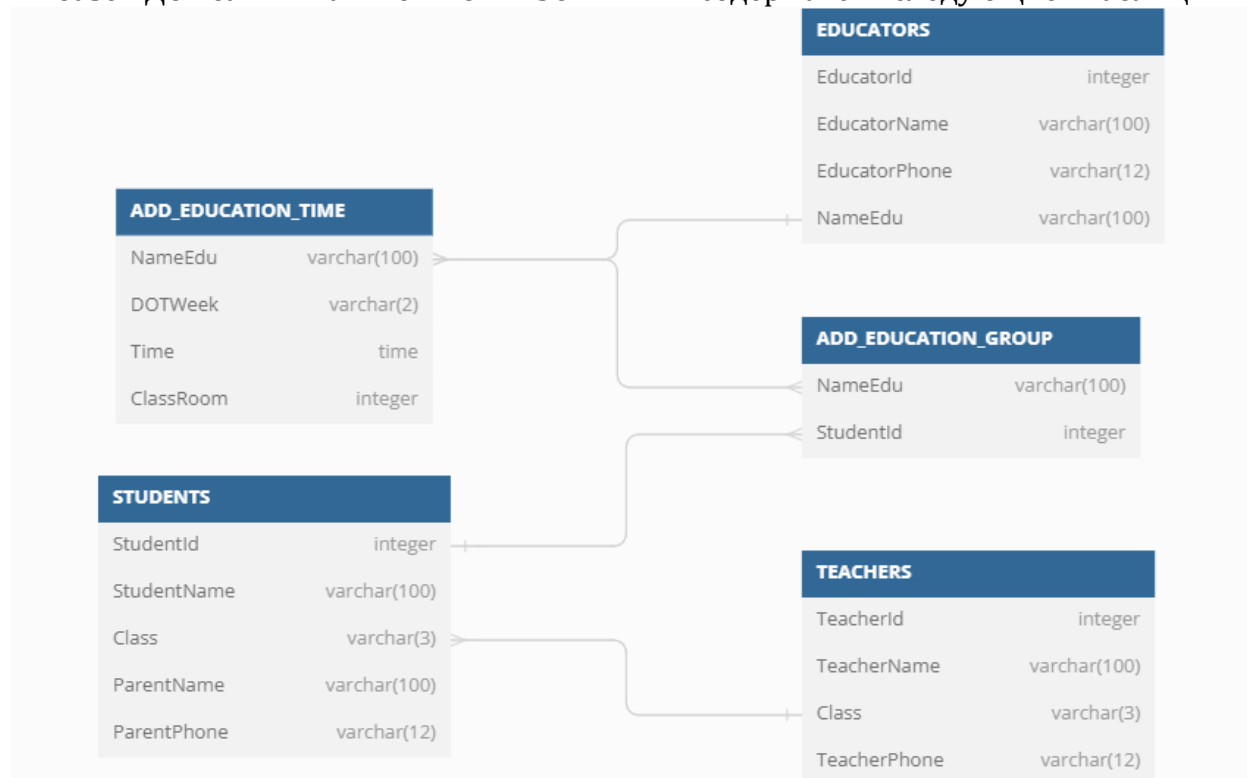 EDUCATORS
EducatorId integer
EducatorName varchar(100)
EducatorPhone varchar(12)
NameEdu varchar(100)
ADD_EDUCATION_TIME
NameEdu varchar(100)
DOTWeek varchar(2)
Time time
ClassRoom integer
ADD_EDUCATION_GROUP
NameEdu varchar(100)
StudentId integer
STUDENTS
StudentId integer
StudentName varchar(100)
Class varchar(3)
ParentName varchar(100)
ParentPhone varchar(12)
TEACHERS
TeacherId integer
TeacherName varchar(100)
Class varchar(3)
TeacherPhone varchar(12)